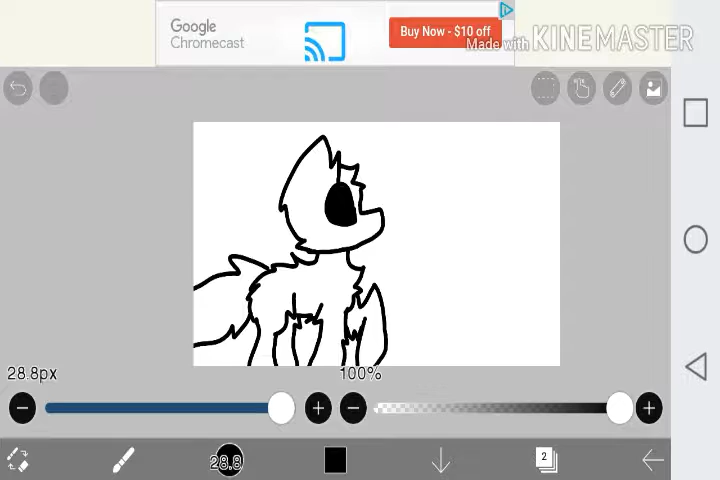 Google
Chromecast
Buy Now - $10 off
Made with KINEMASTER
28.8px
100%
28.8
2